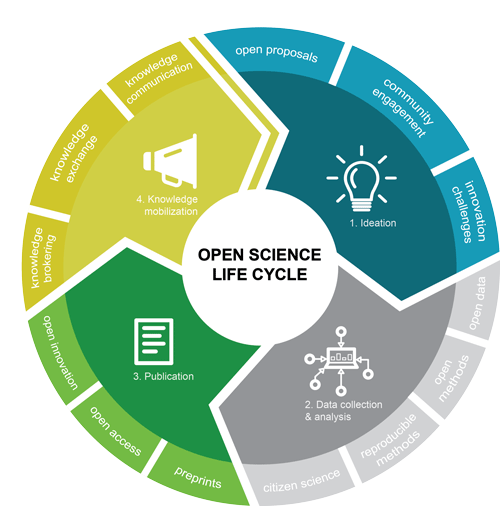 OPEN SCIENCE
LIFE CYCLE
open proposals
community
engagement
innovation
challenges
1. Ideation
open data
open
methods
reproducible
methods
citizen science
2. Data collection
& analysis
preprints
open access
open innovation
3. Publication
knowledge
brokering
knowledge
exchange
knowledge
communication
4. Knowledge
mobilization